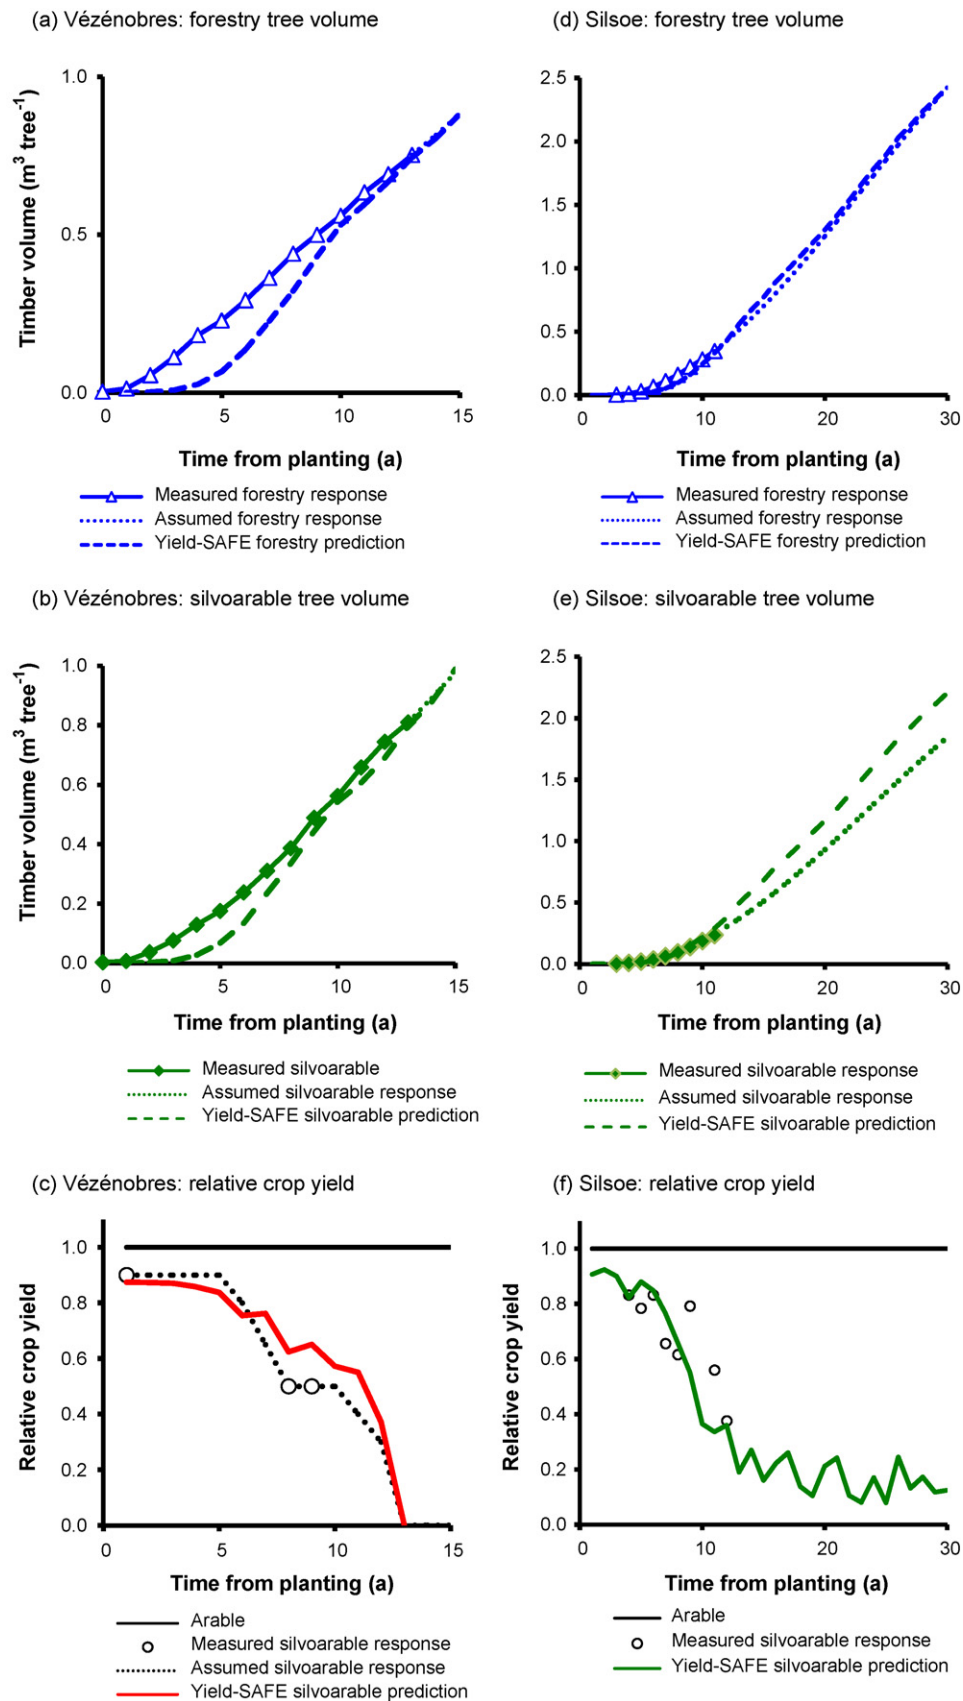 (a) Vézénobres: forestry tree volume
1.0
0.5
0.0
Timber volume (m³ tree⁻¹)
0 5 10 15
Time from planting (a)
Measured forestry response
Assumed forestry response
Yield-SAFE forestry prediction
(d) Silsoe: forestry tree volume
2.5
2.0
1.5
1.0
0.5
0.0
0 10 20 30
Time from planting (a)
Measured forestry response
Assumed forestry response
Yield-SAFE forestry prediction
(b) Vézénobres: silvoarable tree volume
1.0
0.8
0.6
0.4
0.2
0.0
Timber volume (m³ tree⁻¹)
0 5 10 15
Time from planting (a)
Measured silvoarable
Assumed silvoarable response
Yield-SAFE silvoarable prediction
(e) Silsoe: silvoarable tree volume
2.5
2.0
1.5
1.0
0.5
0.0
0 10 20 30
Time from planting (a)
Measured silvoarable response
Assumed silvoarable response
Yield-SAFE silvoarable prediction
(c) Vézénobres: relative crop yield
1.0
0.8
0.6
0.4
0.2
0.0
Relative crop yield
0 5 10 15
Time from planting (a)
Arable
Measured silvoarable response
Assumed silvoarable response
Yield-SAFE silvoarable prediction
(f) Silsoe: relative crop yield
1.0
0.8
0.6
0.4
0.2
0.0
Relative crop yield
0 10 20 30
Time from planting (a)
Arable
Measured silvoarable response
Yield-SAFE silvoarable prediction